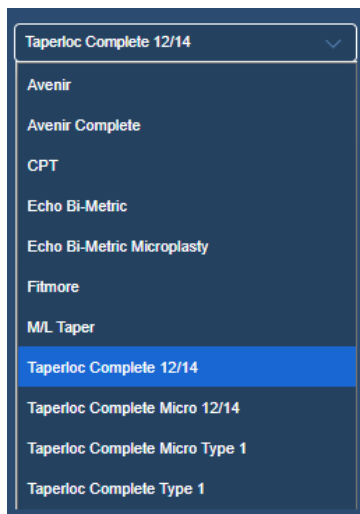 Taperloc Complete 12/14
Avenir
Avenir Complete
CPT
Echo Bi-Metric
Echo Bi-Metric Microplasty
Fitmore
M/L Taper
Taperloc Complete 12/14
Taperloc Complete Micro 12/14
Taperloc Complete Micro Type 1
Taperloc Complete Type 1